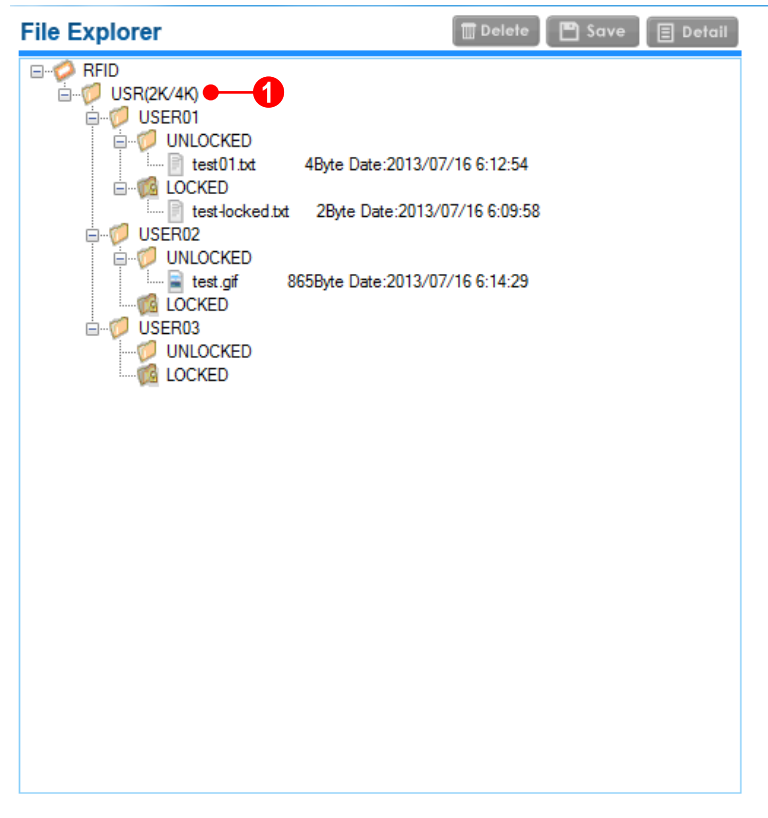 File Explorer Delete Save Detail
RFID
USR(2K/4K) 1
USER01
UNLOCKED
test01.txt 4Byte Date:2013/07/16 6:12:54
LOCKED
test-locked.txt 2Byte Date:2013/07/16 6:09:58
USER02
UNLOCKED
test.gif 865Byte Date:2013/07/16 6:14:29
LOCKED
USER03
UNLOCKED
LOCKED